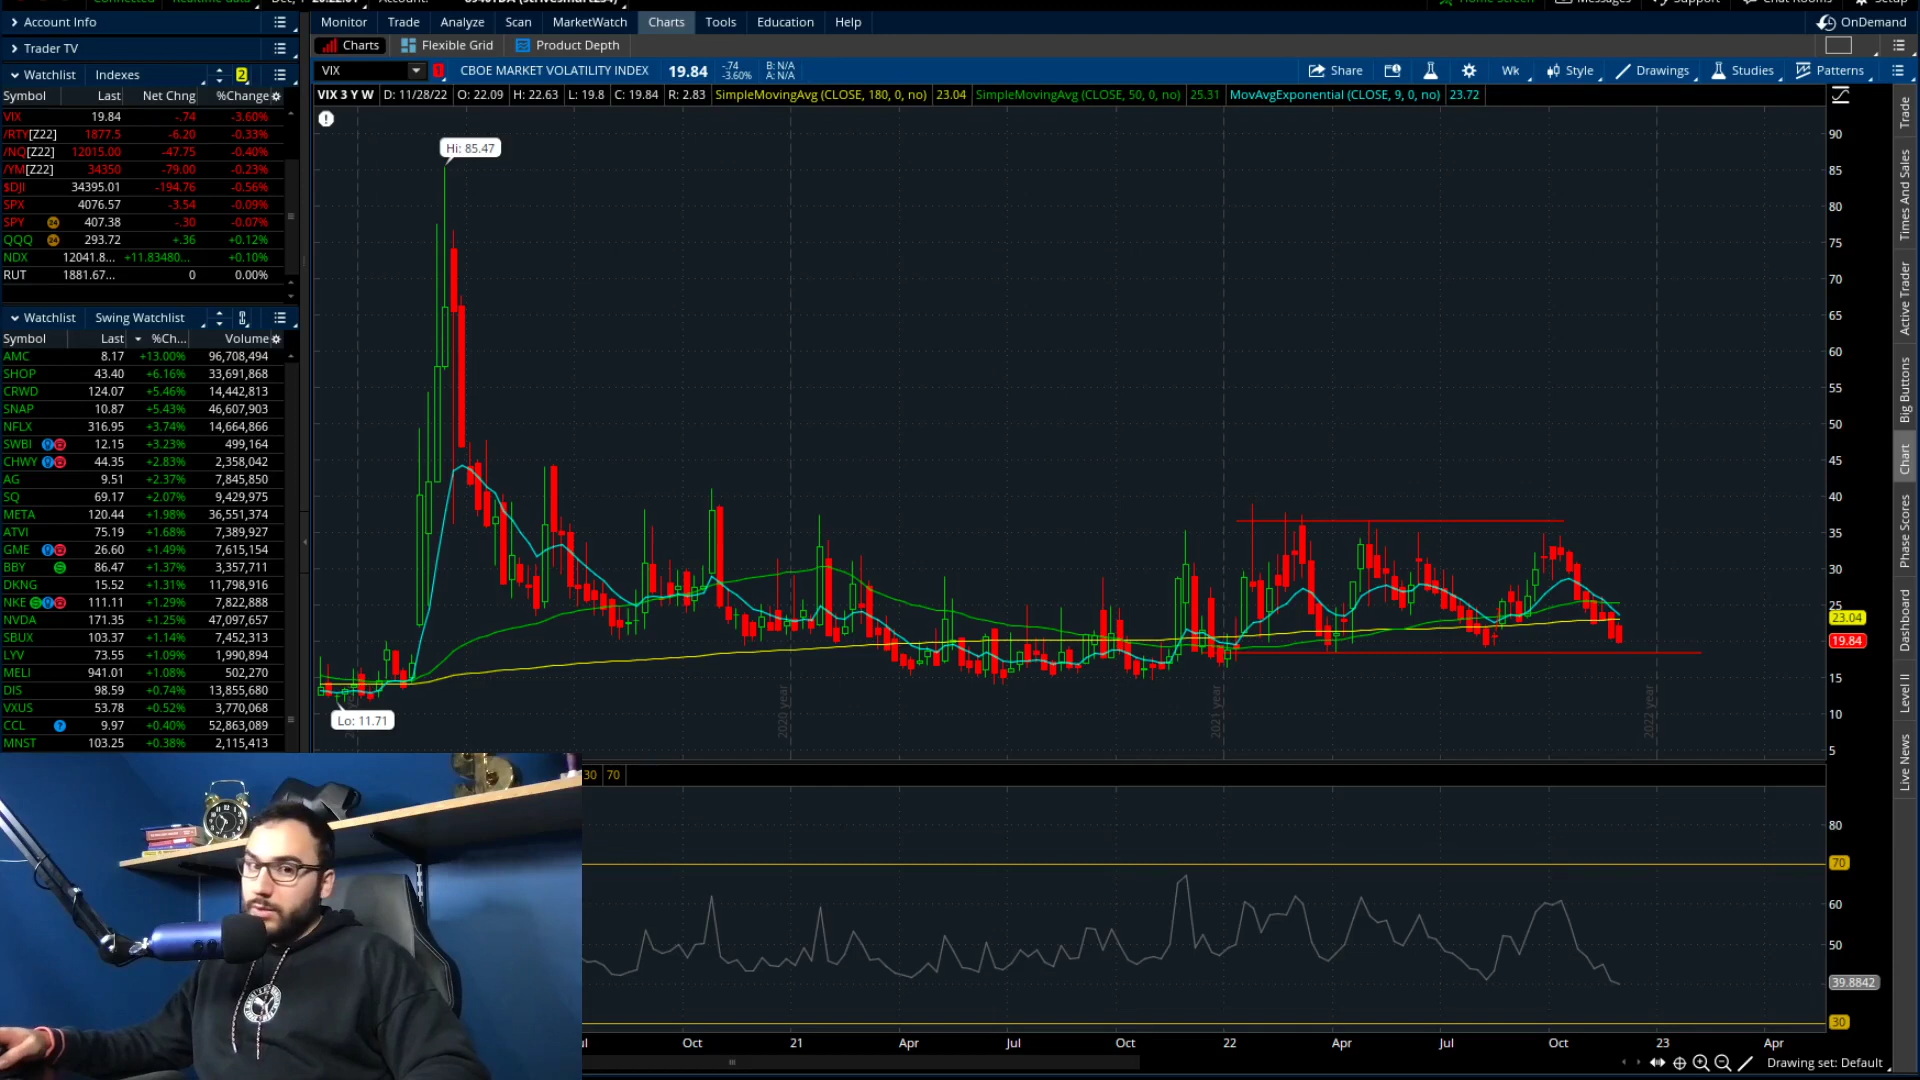 Monitor Trade Analyze Scan MarketWatch Charts Tools Education Help OnDemand
Account Info
Trader TV
Charts Flexible Grid Product Depth
Watchlist Indexes 2
VIX 1 CBOE MARKET VOLATILITY INDEX 19.84 -.74 -3.60% B: N/A A: N/A Share Wk Style Drawings Studies Patterns
VIX 3 Y W D: 11/28/22 O: 22.09 H: 22.63 L: 19.8 C: 19.84 R: 2.83 SimpleMovingAvg (CLOSE, 180, 0, no) 23.04 SimpleMovingAvg (CLOSE, 50, 0, no) 25.31 MovAvgExponential (CLOSE, 9, 0, no) 23.72
Symbol Last Net Chng %Change
VIX 19.84 -.74 -3.60%
/RTY[Z22] 1877.5 -6.20 -0.33%
/NQ[Z22] 12015.00 -47.75 -0.40%
/YM[Z22] 34350 -79.00 -0.23%
$DJI 34395.01 -194.76 -0.56%
SPX 4076.57 -3.54 -0.09%
SPY 24 407.38 -.30 -0.07%
QQQ 24 293.72 +.36 +0.12%
NDX 12041.8... +11.83480... +0.10%
RUT 1881.67... 0 0.00%
Watchlist Swing Watchlist
Symbol Last %Ch... Volume
AMC 8.17 +13.00% 96,708,494
SHOP 43.40 +6.16% 33,691,868
CRWD 124.07 +5.46% 14,442,813
SNAP 10.87 +5.43% 46,607,903
NFLX 316.95 +3.74% 14,664,866
SWBI 12.15 +3.23% 499,164
CHWY 44.35 +2.83% 2,358,042
AG 9.51 +2.37% 7,845,850
SQ 69.17 +2.07% 9,429,975
META 120.44 +1.98% 36,551,374
ATVI 75.19 +1.68% 7,389,927
GME 26.60 +1.49% 7,615,154
BBY 86.47 +1.37% 3,357,711
DKNG 15.52 +1.31% 11,798,916
NKE 111.11 +1.29% 7,822,888
NVDA 171.35 +1.25% 47,097,657
SBUX 103.37 +1.14% 7,452,313
LYV 73.55 +1.09% 1,990,894
MELI 941.01 +1.08% 502,270
DIS 98.59 +0.74% 13,855,680
VXUS 53.78 +0.52% 3,770,068
CCL 9.97 +0.40% 52,863,089
MNST 103.25 +0.38% 2,115,413
Hi: 85.47
Lo: 11.71
2020 year
2021 year
2022 year
90
85
80
75
70
65
60
55
50
45
40
35
30
25
23.04
19.84
15
10
5
30 70
80
70
60
50
39.8842
30
Oct 21 Apr Jul Oct 22 Apr Jul Oct 23 Apr
Drawing set: Default
Trade
Times And Sales
Active Trader
Big Buttons
Chart
Phase Scores
Dashboard
Level II
Live News